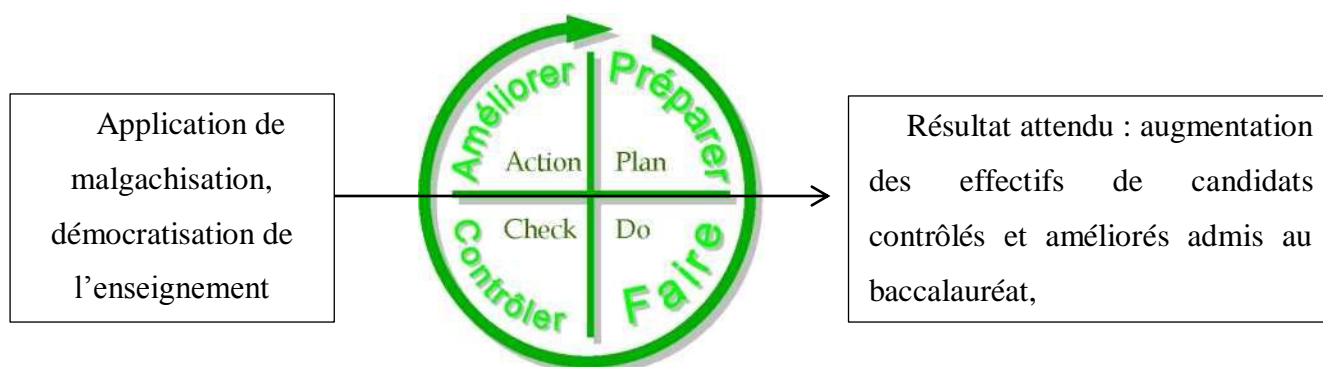 Application de
malgachisation,
démocratisation de
l’enseignement
Améliorer
Préparer
Action
Plan
Check
Do
Contrôler
Faire
Résultat attendu : augmentation
des effectifs de candidats
contrôlés et améliorés admis au
baccalauréat,